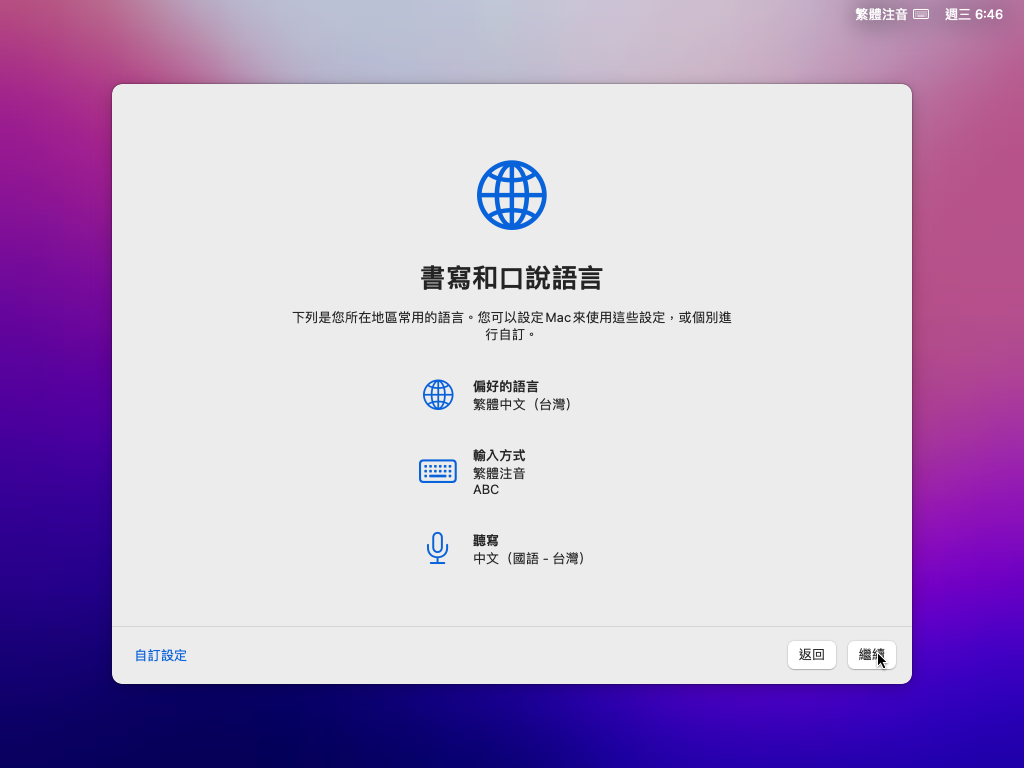 繁體注音 週三 6:46
書寫和口說語言
下列是您所在地區常用的語言。您可以設定 Mac 來使用這些設定，或個別進
行自訂。
偏好的語言
繁體中文（台灣）
輸入方式
繁體注音
ABC
聽寫
中文（國語 - 台灣）
自訂設定 返回 繼續